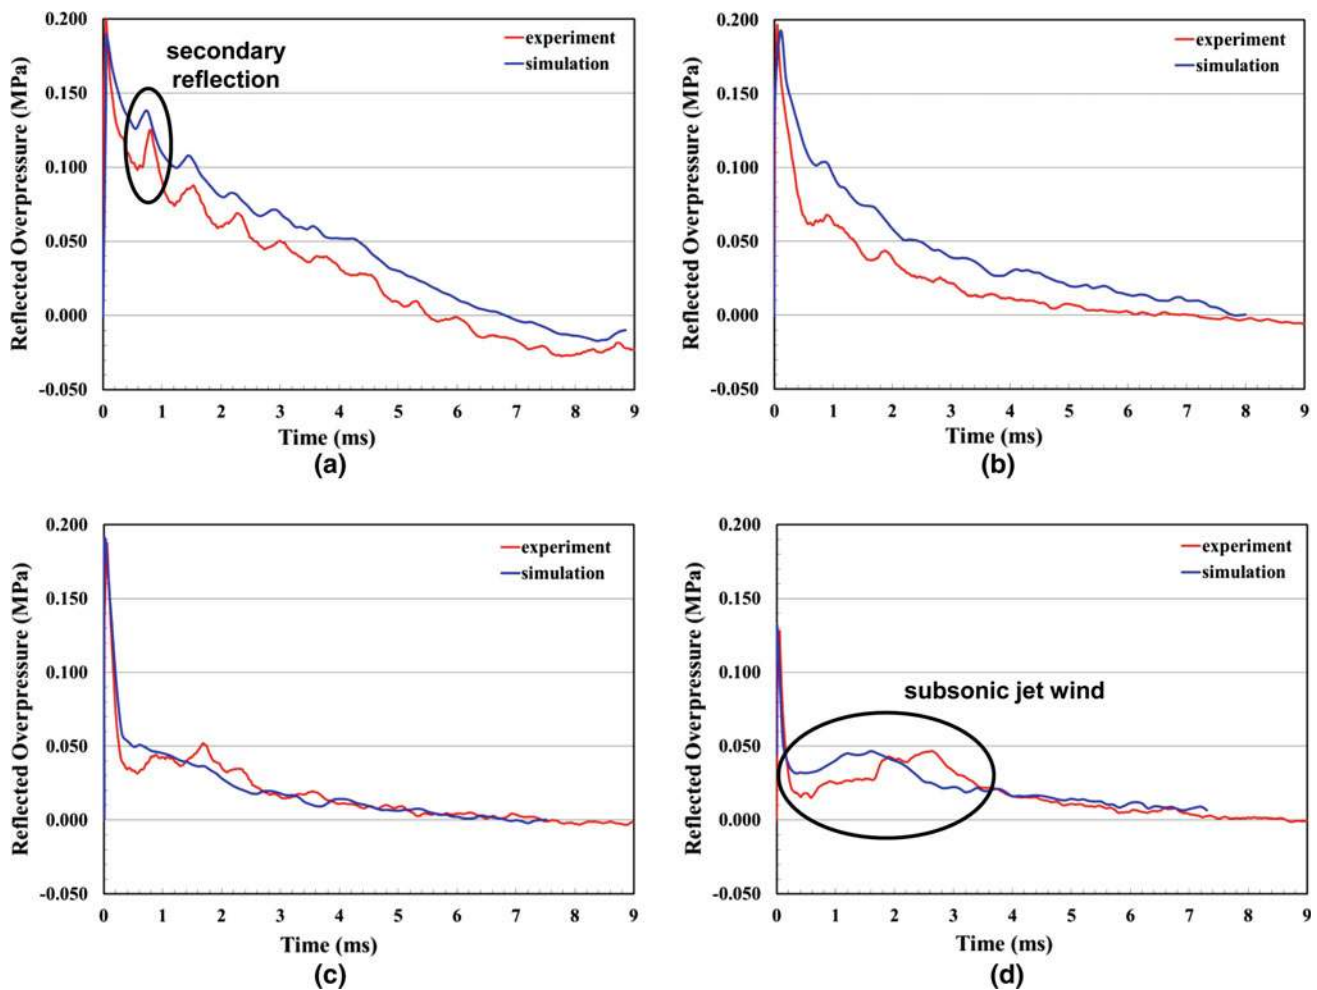 0.200
0.150
0.100
0.050
0.000
-0.050
Reflected Overpressure (MPa)
secondary
reflection
experiment
simulation
0 1 2 3 4 5 6 7 8 9
Time (ms)
(a)
0.200
0.150
0.100
0.050
0.000
-0.050
Reflected Overpressure (MPa)
experiment
simulation
0 1 2 3 4 5 6 7 8 9
Time (ms)
(b)
0.200
0.150
0.100
0.050
0.000
-0.050
Reflected Overpressure (MPa)
experiment
simulation
0 1 2 3 4 5 6 7 8 9
Time (ms)
(c)
0.200
0.150
0.100
0.050
0.000
-0.050
Reflected Overpressure (MPa)
experiment
simulation
subsonic jet wind
0 1 2 3 4 5 6 7 8 9
Time (ms)
(d)